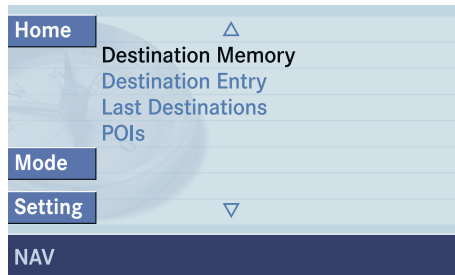 Home
Destination Memory
Destination Entry
Last Destinations
POIs
Mode
Setting
NAV